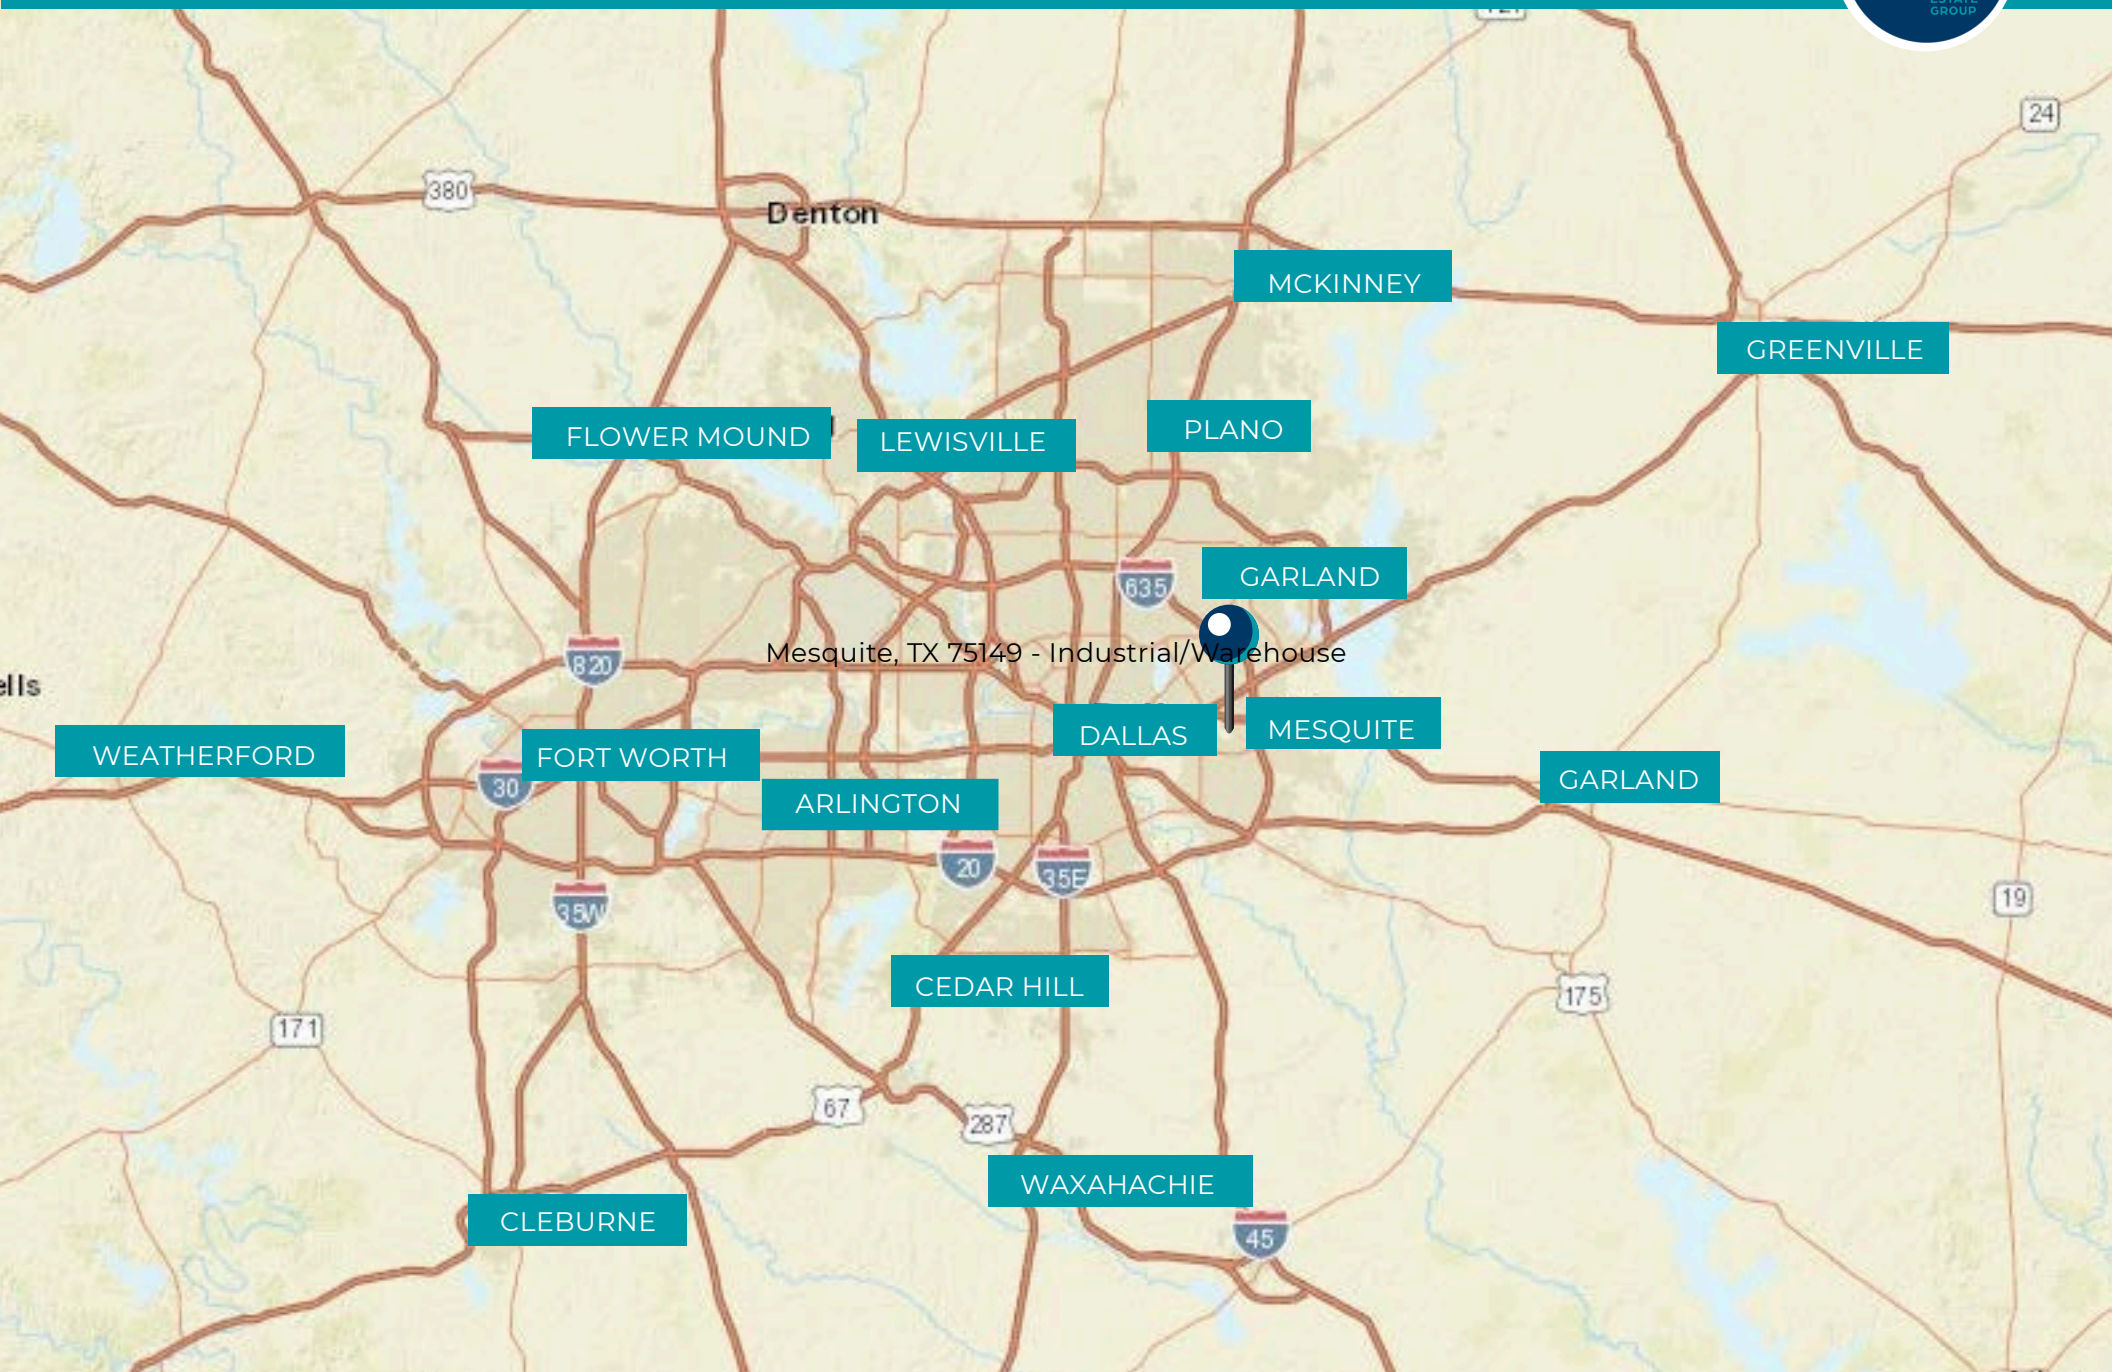 GROUP
24
380
Denton
MCKINNEY
GREENVILLE
FLOWER MOUND
LEWISVILLE
PLANO
GARLAND
635
Mesquite, TX 75149 - Industrial/Warehouse
820
ells
WEATHERFORD
FORT WORTH
DALLAS
MESQUITE
30
ARLINGTON
GARLAND
20
35E
35W
19
CEDAR HILL
175
171
67
287
WAXAHACHIE
CLEBURNE
45